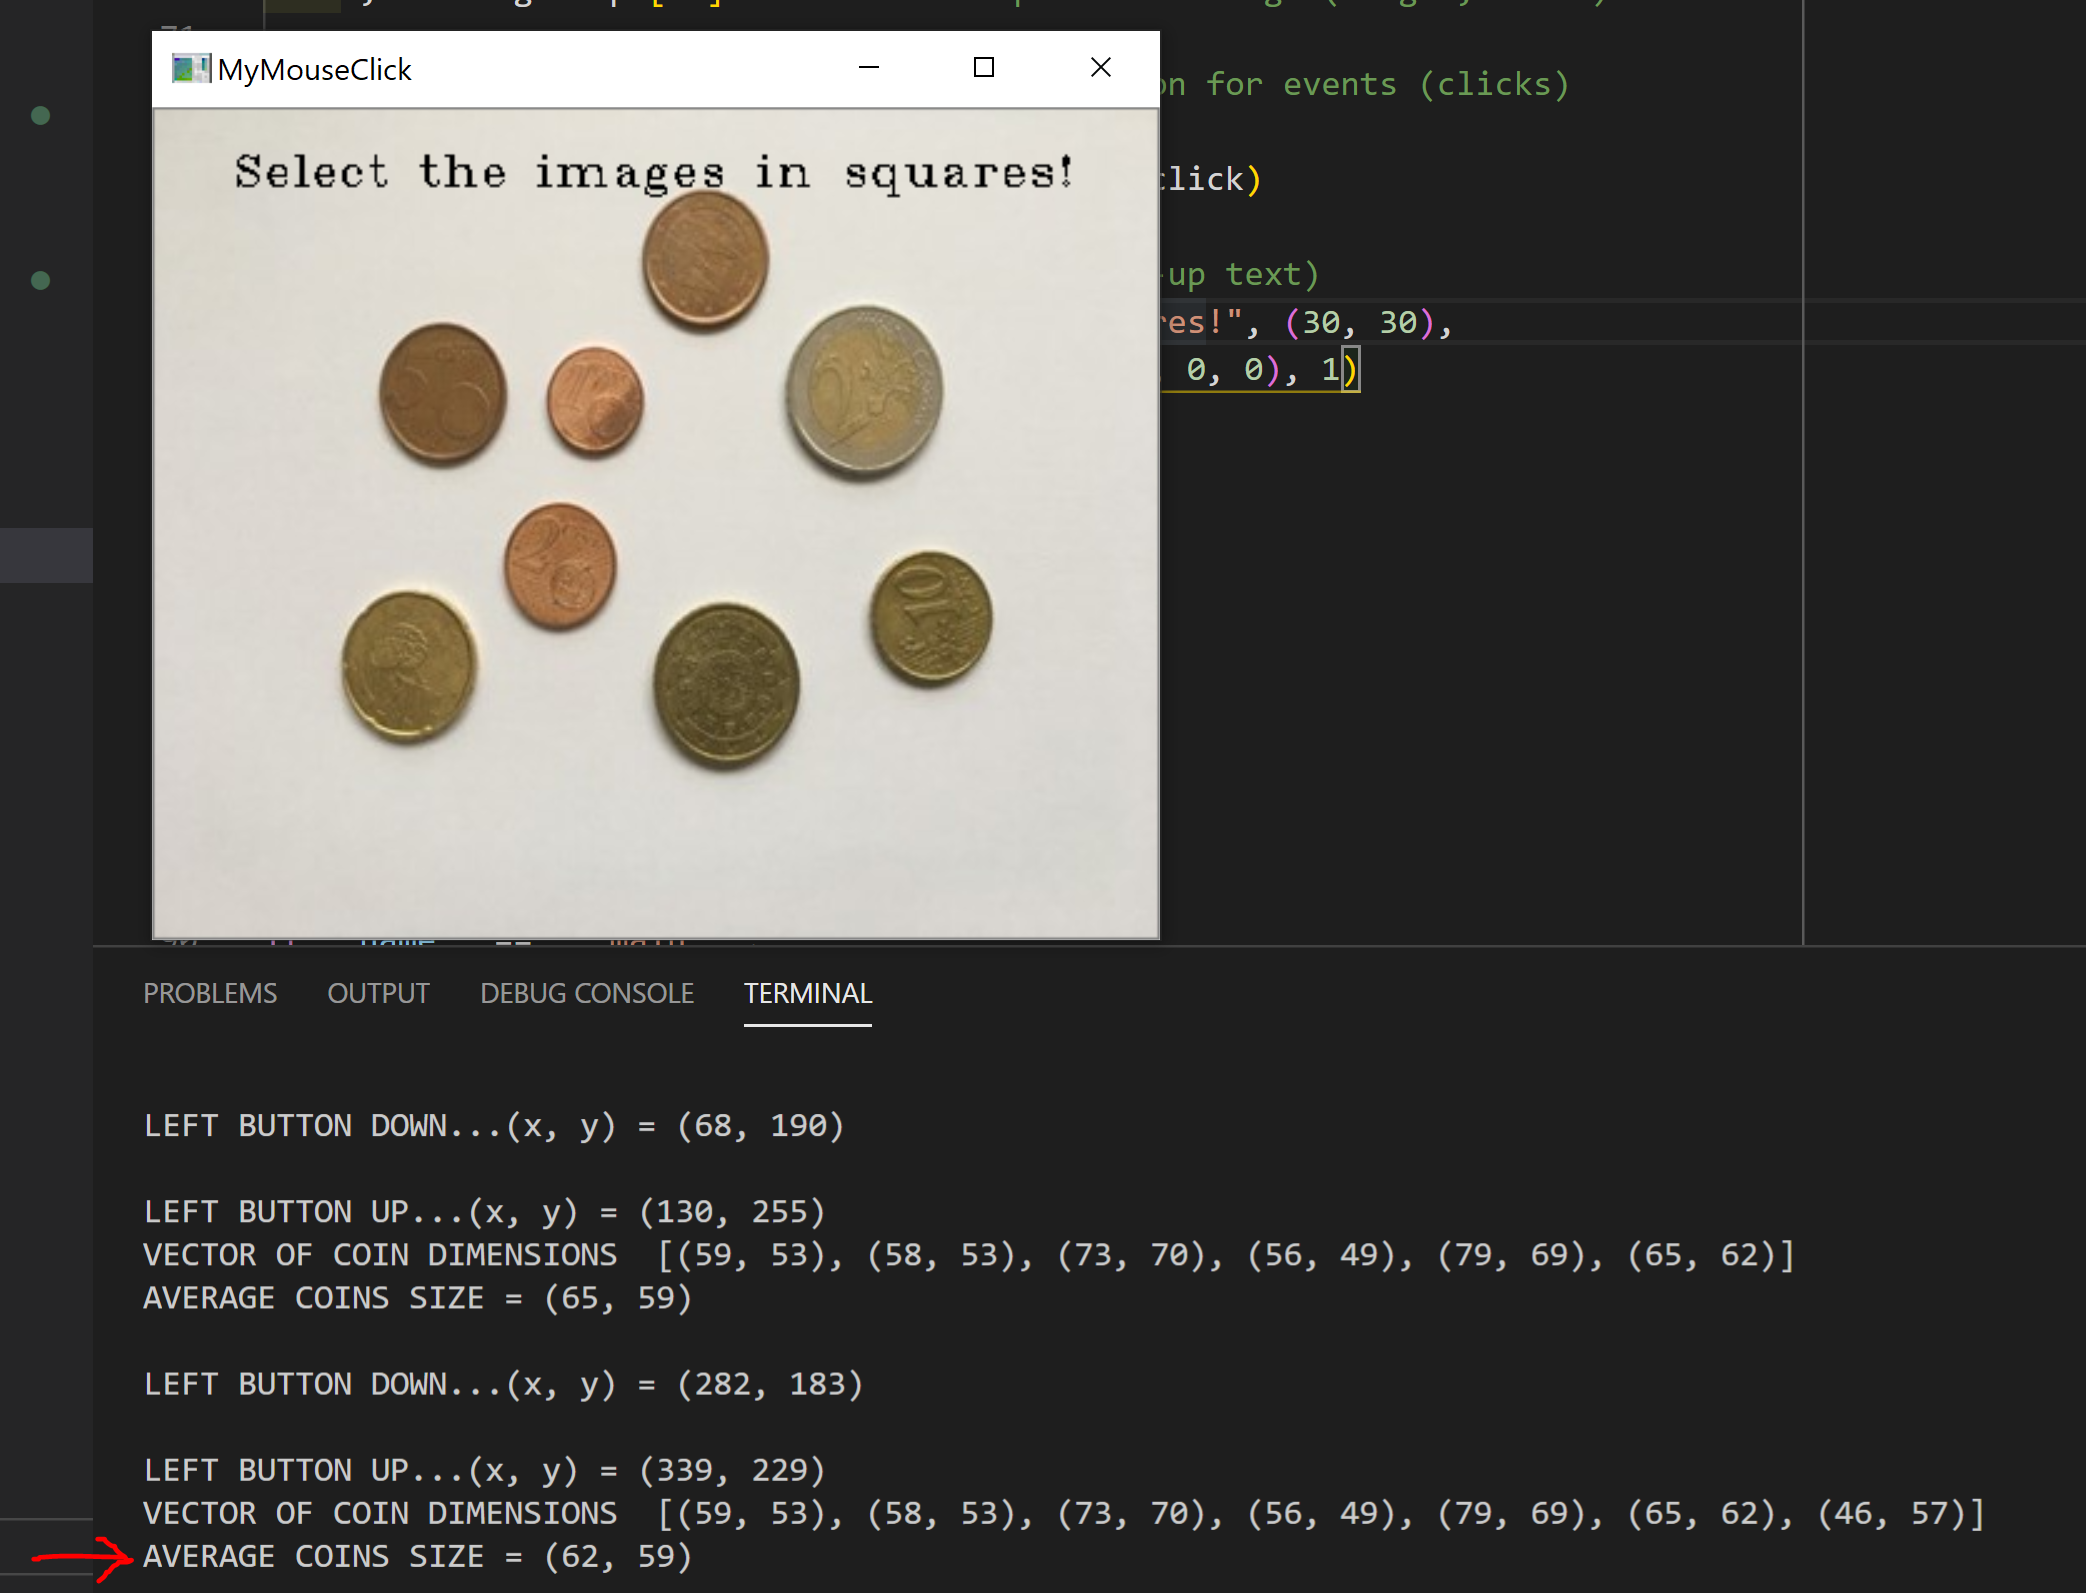 MyMouseClick
Select the images in squares!
on for events (clicks)
click)
-up text)
res!", (30, 30),
0, 0), 1)
PROBLEMS OUTPUT DEBUG CONSOLE TERMINAL
LEFT BUTTON DOWN...(x, y) = (68, 190)
LEFT BUTTON UP...(x, y) = (130, 255)
VECTOR OF COIN DIMENSIONS [(59, 53), (58, 53), (73, 70), (56, 49), (79, 69), (65, 62)]
AVERAGE COINS SIZE = (65, 59)
LEFT BUTTON DOWN...(x, y) = (282, 183)
LEFT BUTTON UP...(x, y) = (339, 229)
VECTOR OF COIN DIMENSIONS [(59, 53), (58, 53), (73, 70), (56, 49), (79, 69), (65, 62), (46, 57)]
AVERAGE COINS SIZE = (62, 59)